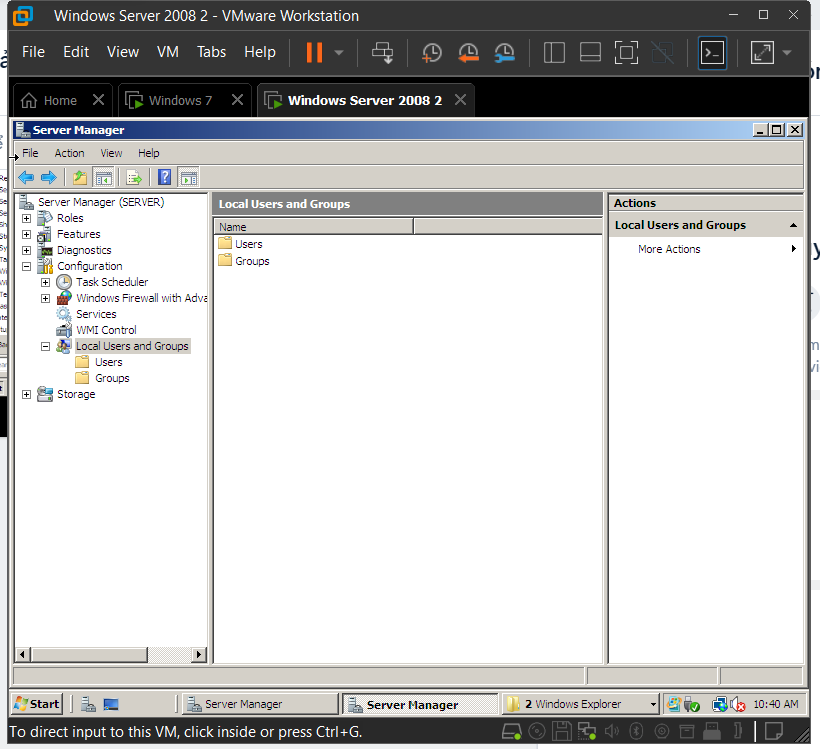 Windows Server 2008 2 - VMware Workstation
File Edit View VM Tabs Help
Home Windows 7 Windows Server 2008 2
Server Manager
File Action View Help
Server Manager (SERVER)
Roles
Features
Diagnostics
Configuration
Task Scheduler
Windows Firewall with Adva
Services
WMI Control
Local Users and Groups
Users
Groups
Storage
Local Users and Groups
Name
Users
Groups
Actions
Local Users and Groups
More Actions
Start Server Manager Server Manager 2 Windows Explorer 10:40 AM
To direct input to this VM, click inside or press Ctrl+G.